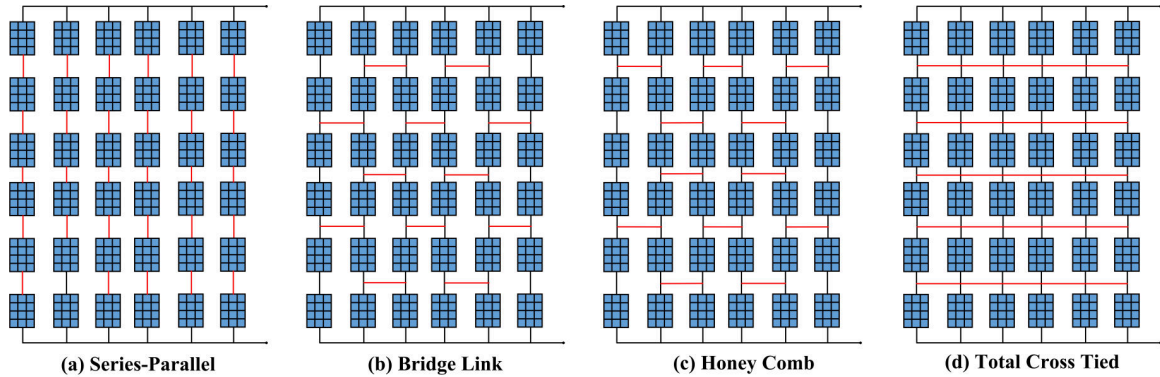 (a) Series-Parallel
(b) Bridge Link
(c) Honey Comb
(d) Total Cross Tied